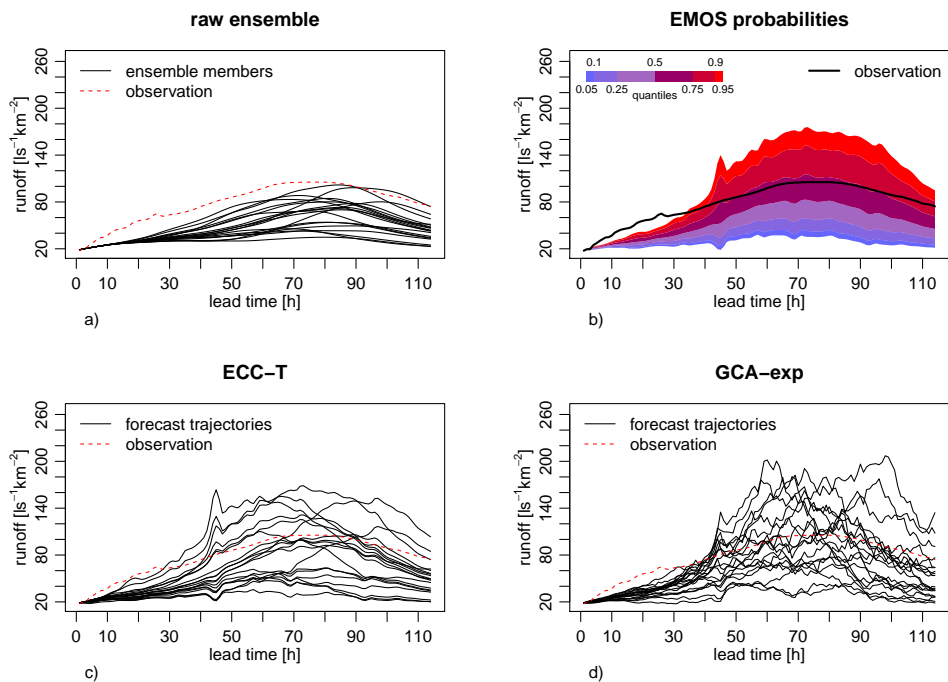 raw ensemble
runoff [ls⁻¹km⁻²]
20 80 140 200 260
ensemble members
observation
0 10 30 50 70 90 110
lead time [h]
a)
EMOS probabilities
runoff [ls⁻¹km⁻²]
20 80 140 200 260
0.1 0.5 0.9
0.05 0.25 0.75 0.95
quantiles
observation
0 10 30 50 70 90 110
lead time [h]
b)
ECC−T
runoff [ls⁻¹km⁻²]
20 80 140 200 260
forecast trajectories
observation
0 10 30 50 70 90 110
lead time [h]
c)
GCA−exp
runoff [ls⁻¹km⁻²]
20 80 140 200 260
forecast trajectories
observation
0 10 30 50 70 90 110
lead time [h]
d)